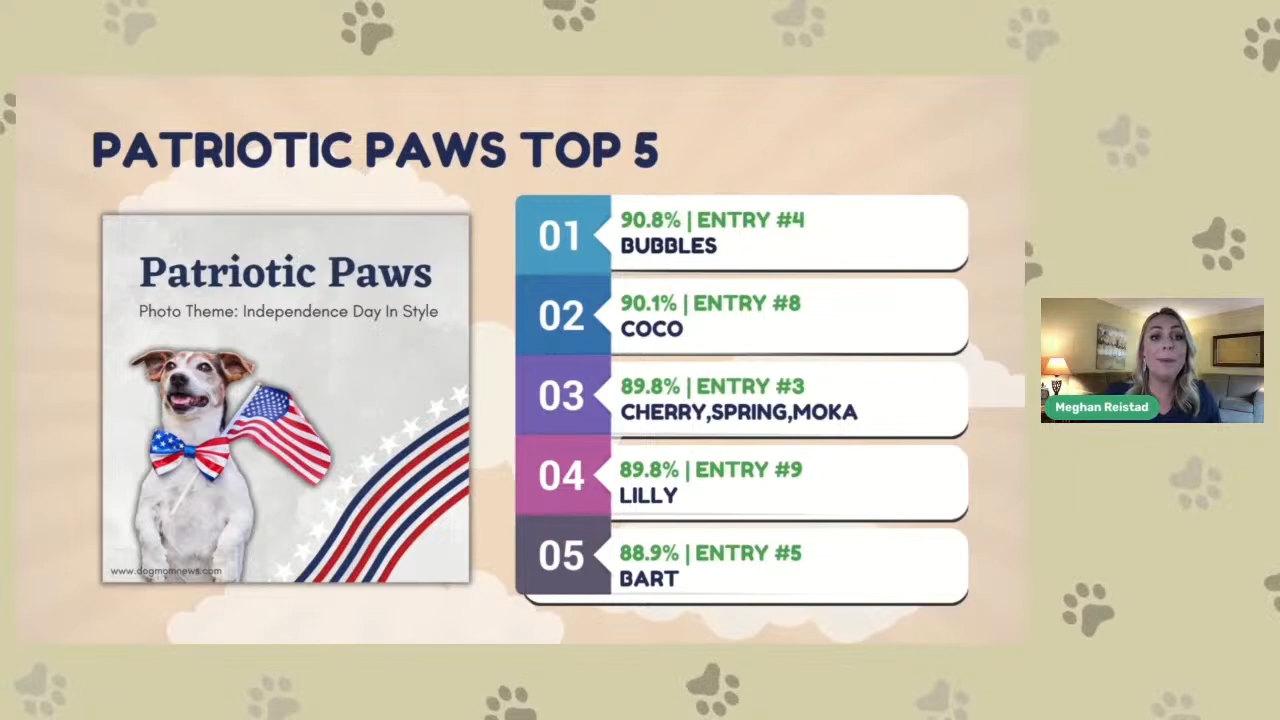 PATRIOTIC PAWS TOP 5
Patriotic Paws
Photo Theme: Independence Day In Style
www.dogmomnews.com
01
90.8% | ENTRY #4
BUBBLES
02
90.1% | ENTRY #8
COCO
03
89.8% | ENTRY #3
CHERRY,SPRING,MOKA
04
89.8% | ENTRY #9
LILLY
05
88.9% | ENTRY #5
BART
Meghan Reistad